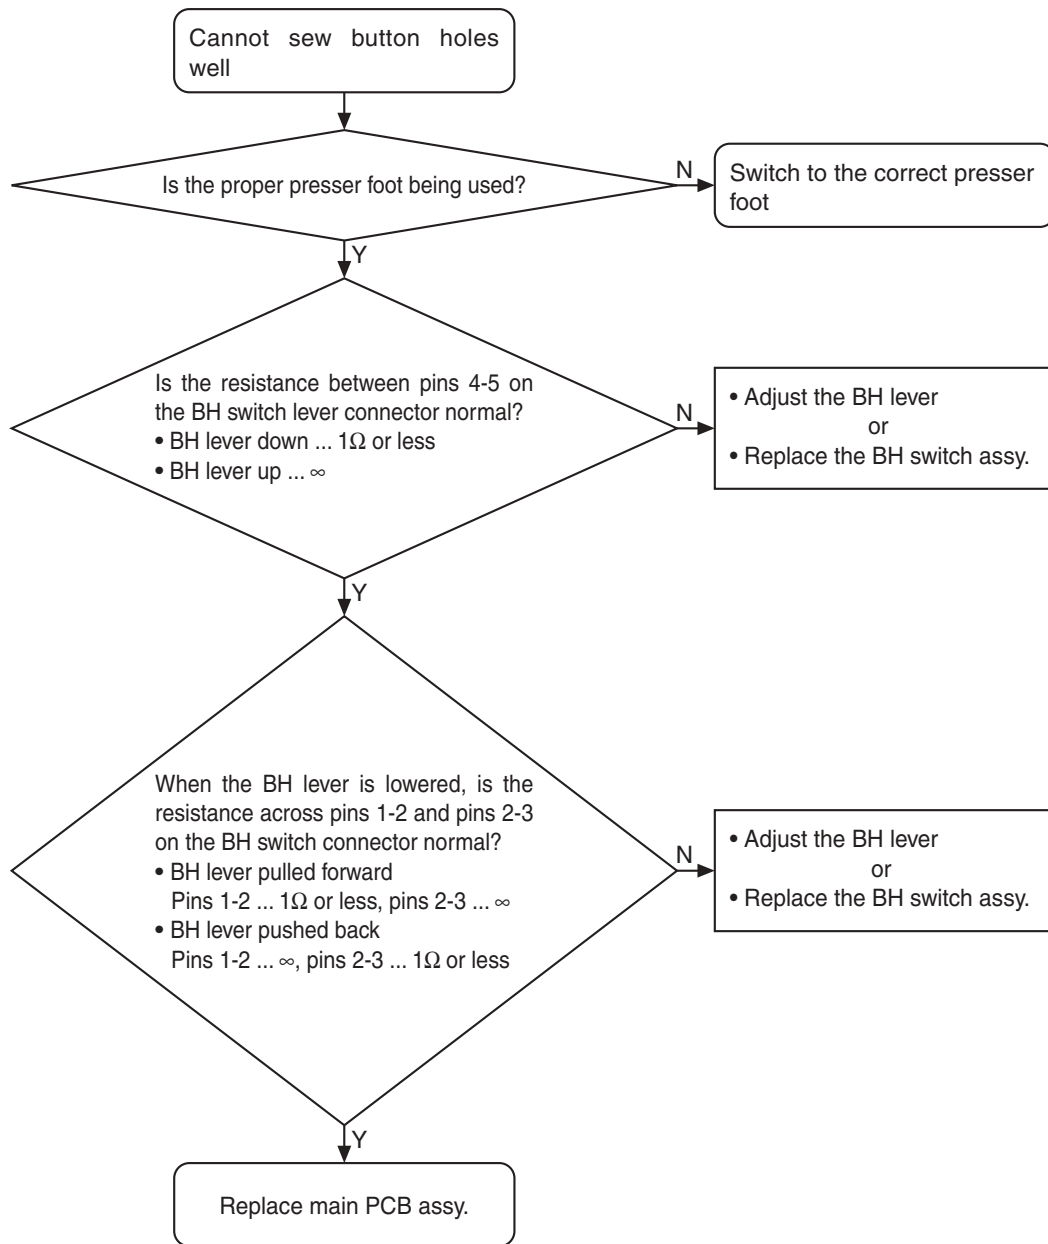 Cannot sew button holes
well
Is the proper presser foot being used?
N
Switch to the correct presser
foot
Y
Is the resistance between pins 4-5 on
the BH switch lever connector normal?
• BH lever down ... 1Ω or less
• BH lever up ... ∞
N
• Adjust the BH lever
or
• Replace the BH switch assy.
Y
When the BH lever is lowered, is the
resistance across pins 1-2 and pins 2-3
on the BH switch connector normal?
• BH lever pulled forward
Pins 1-2 ... 1Ω or less, pins 2-3 ... ∞
• BH lever pushed back
Pins 1-2 ... ∞, pins 2-3 ... 1Ω or less
N
• Adjust the BH lever
or
• Replace the BH switch assy.
Y
Replace main PCB assy.